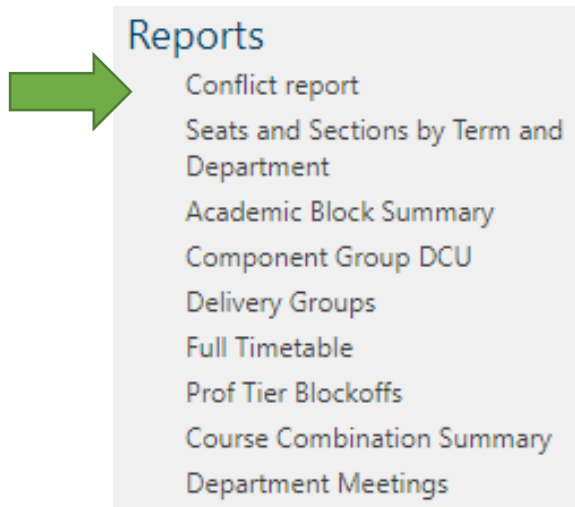 Reports
Conflict report
Seats and Sections by Term and
Department
Academic Block Summary
Component Group DCU
Delivery Groups
Full Timetable
Prof Tier Blockoffs
Course Combination Summary
Department Meetings